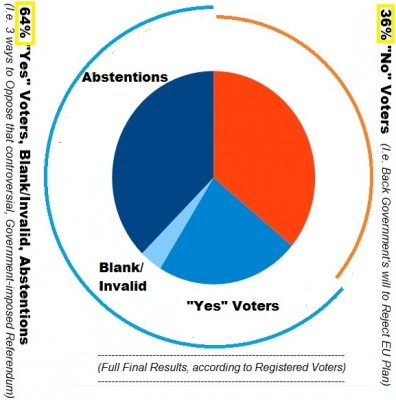 64% "Yes" Voters, Blank/Invalid, Abstentions
(I.e. 3 ways to Oppose that controversial, Government-imposed Referendum)
36% "No" Voters (I.e. Back Government's will to Reject EU Plan)
Abstentions
Blank/
Invalid
"Yes" Voters
(Full Final Results, according to Registered Voters)